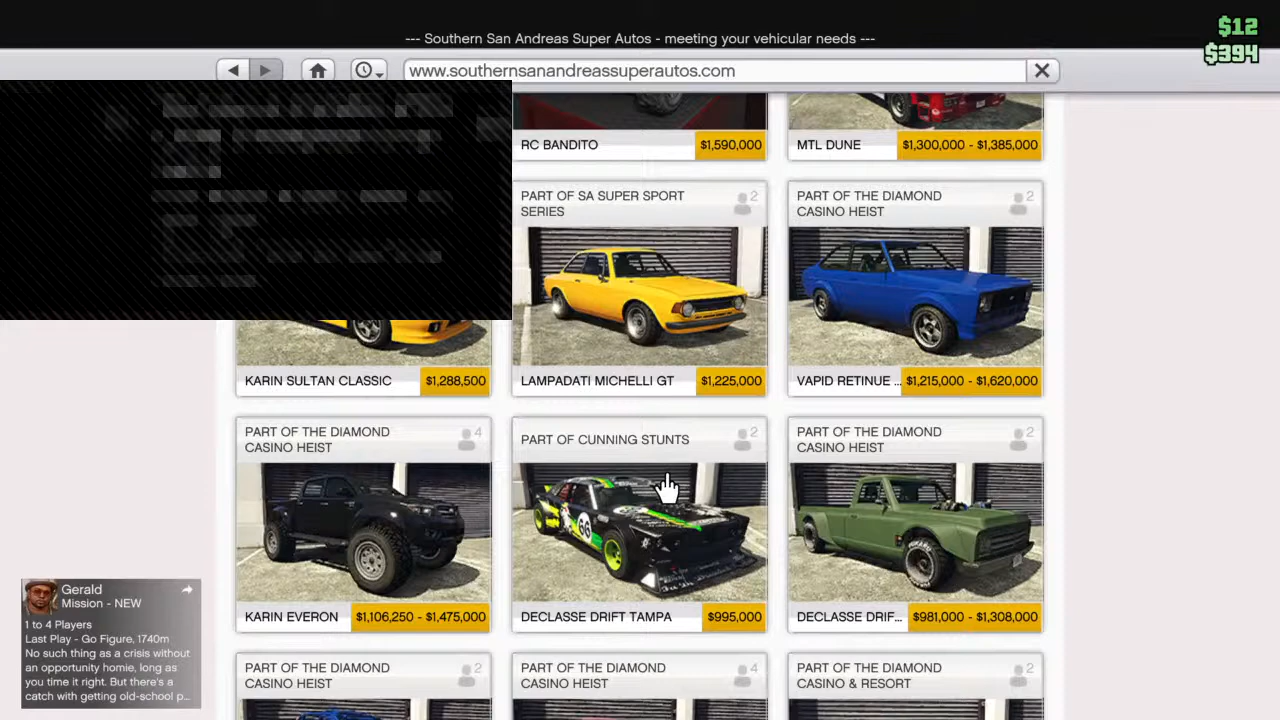 $12
--- Southern San Andreas Super Autos - meeting your vehicular needs ---
$394
www.southernsanandreassuperautos.com
RC BANDITO
$1,590,000
MTL DUNE
$1,300,000 - $1,385,000
PART OF SA SUPER SPORT
SERIES
2
PART OF THE DIAMOND
CASINO HEIST
2
KARIN SULTAN CLASSIC
$1,288,500
LAMPADATI MICHELLI GT
$1,225,000
VAPID RETINUE ...
$1,215,000 - $1,620,000
PART OF THE DIAMOND
CASINO HEIST
4
PART OF CUNNING STUNTS
2
PART OF THE DIAMOND
CASINO HEIST
2
KARIN EVERON
$1,106,250 - $1,475,000
DECLASSE DRIFT TAMPA
$995,000
DECLASSE DRIF...
$981,000 - $1,308,000
Gerald
Mission - NEW
1 to 4 Players
Last Play - Go Figure, 1740m
No such thing as a crisis without
an opportunity homie, long as
you time it right. But there's a
catch with getting old-school p...
PART OF THE DIAMOND
CASINO HEIST
2
PART OF THE DIAMOND
CASINO HEIST
4
PART OF THE DIAMOND
CASINO & RESORT
2